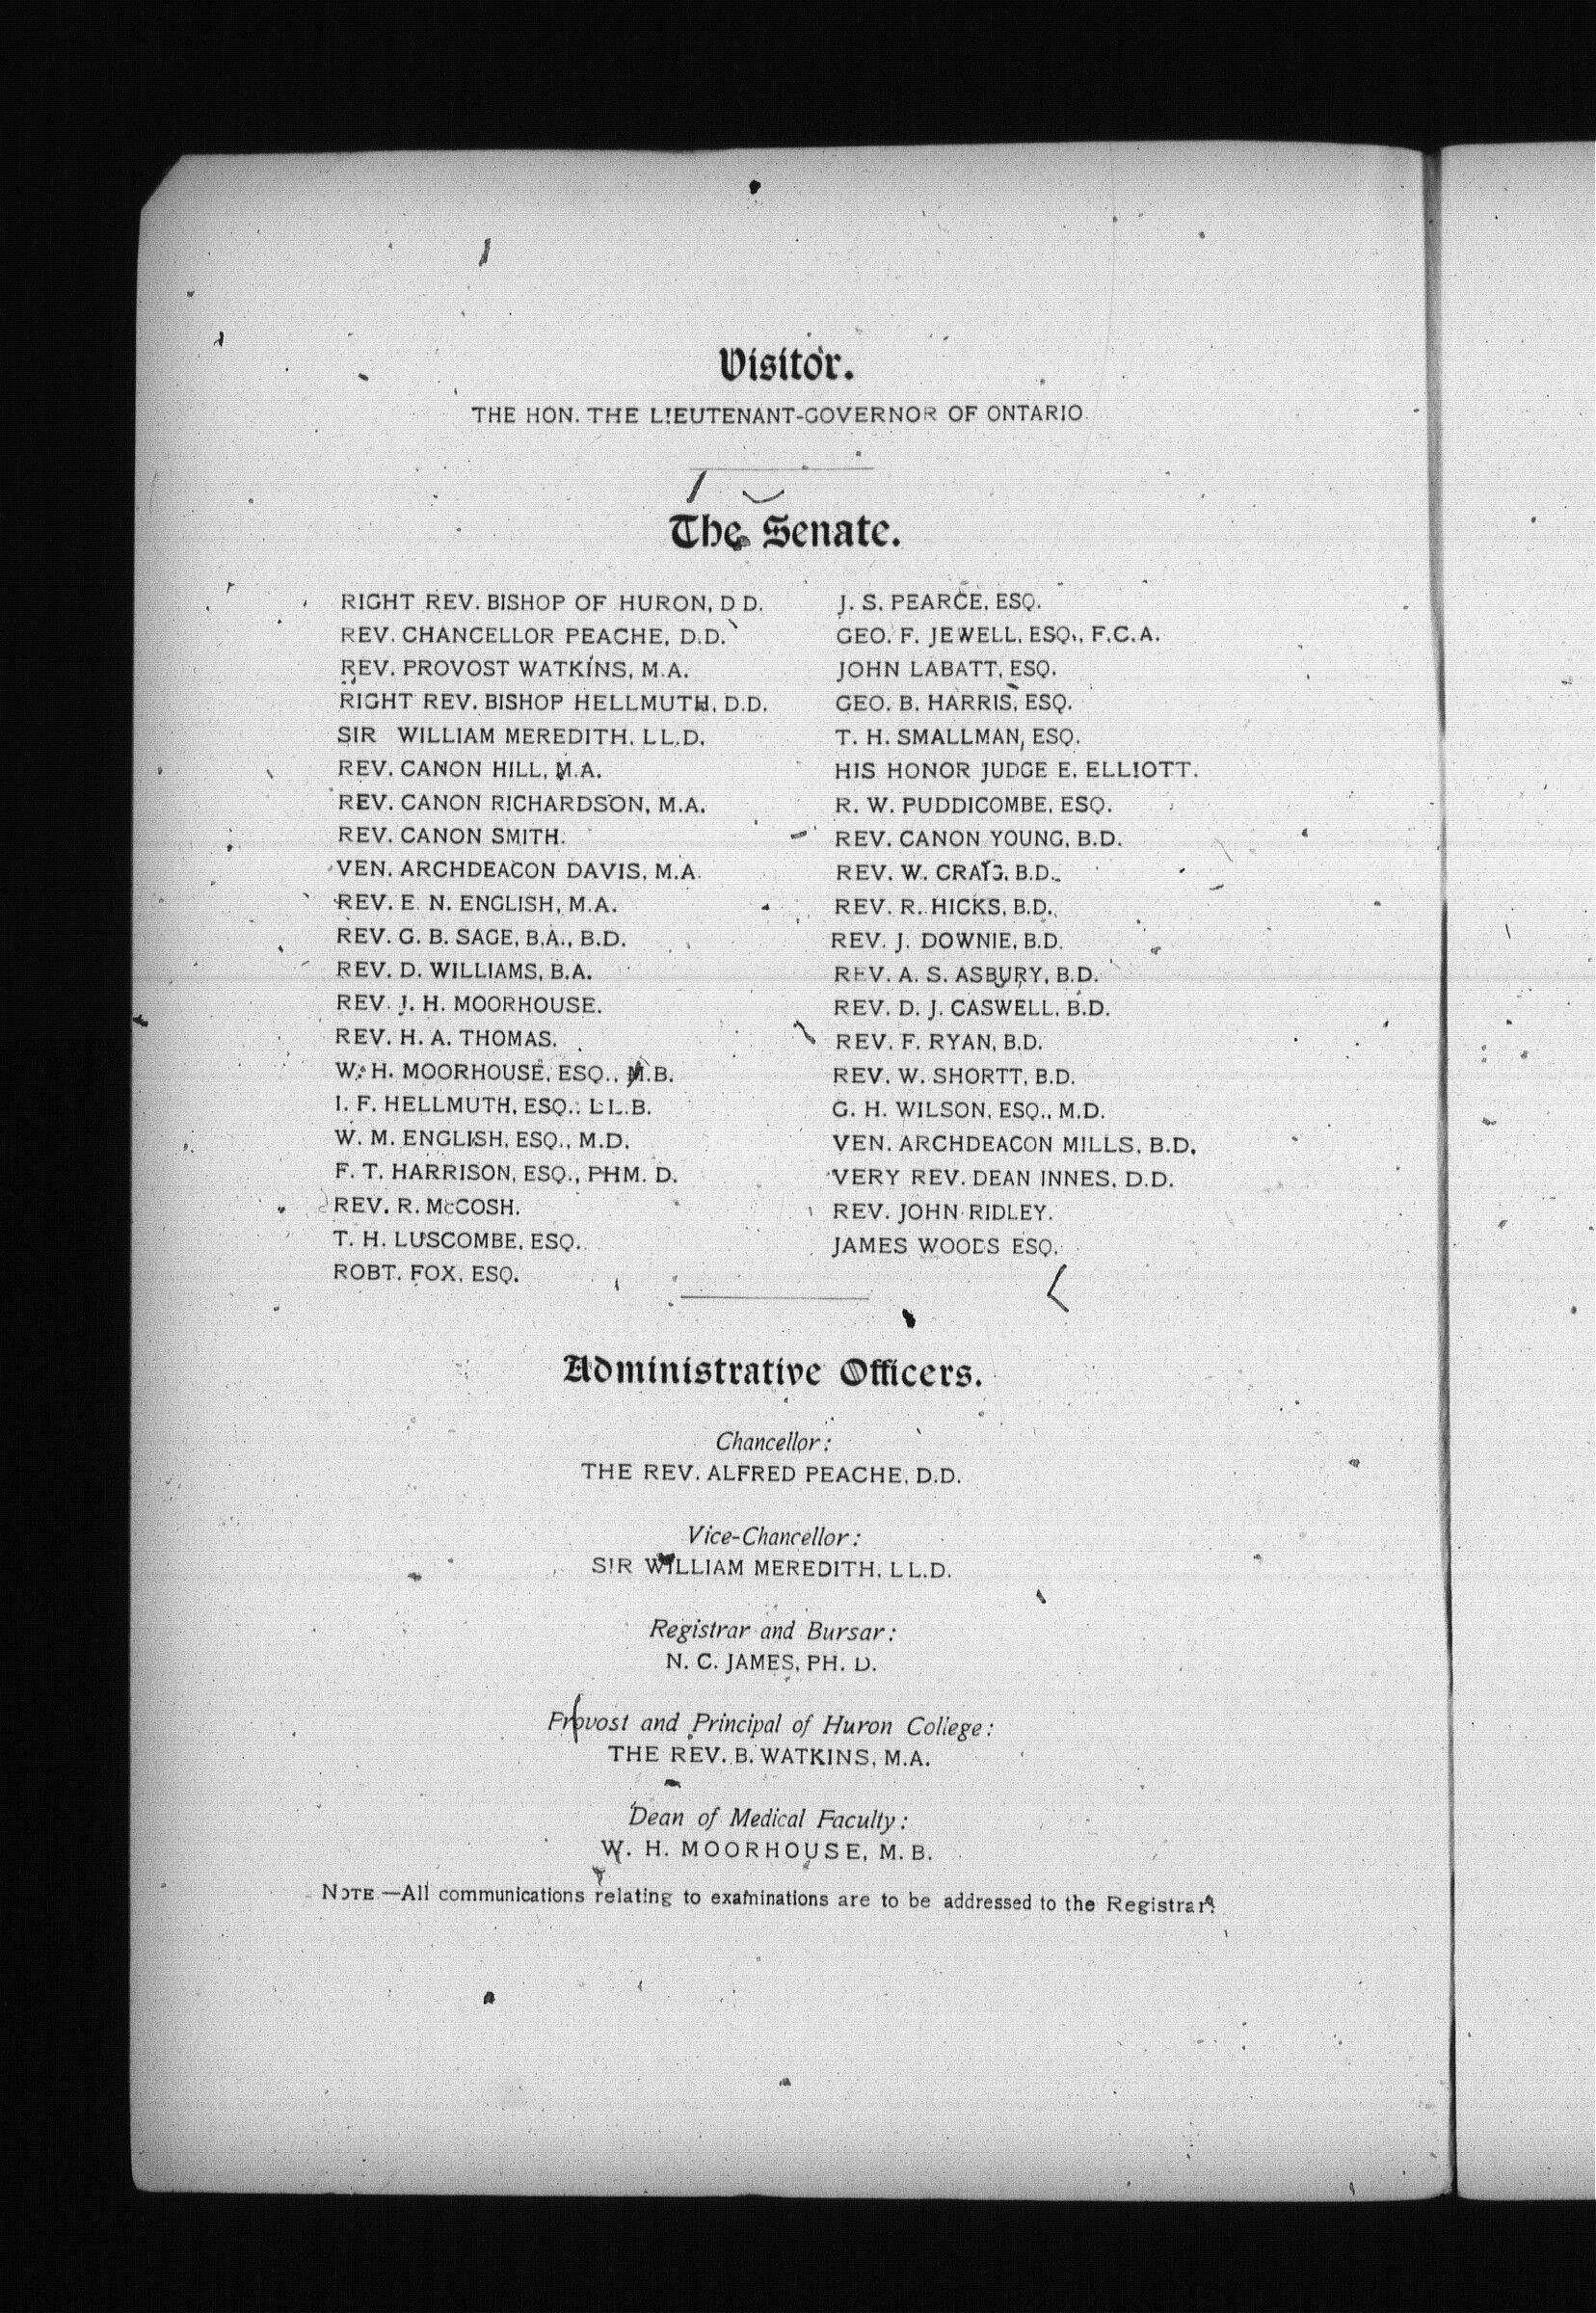 Visitor.
THE HON. THE LIEUTENANT-GOVERNOR OF ONTARIO.
The Senate.
RIGHT REV. BISHOP OF HURON, D D.
REV. CHANCELLOR PEACHE, D.D.
REV. PROVOST WATKINS, M.A.
RIGHT REV. BISHOP HELLMUTH, D.D.
SIR WILLIAM MEREDITH, LL.D.
REV. CANON HILL, M.A.
REV. CANON RICHARDSON, M.A.
REV. CANON SMITH.
VEN. ARCHDEACON DAVIS, M.A.
REV. E. N. ENGLISH, M.A.
REV. G. B. SAGE, B.A., B.D.
REV. D. WILLIAMS, B.A.
REV. J. H. MOORHOUSE.
REV. H. A. THOMAS.
W. H. MOORHOUSE, ESQ., M.B.
I. F. HELLMUTH, ESQ., LL.B.
W. M. ENGLISH, ESQ., M.D.
F. T. HARRISON, ESQ., PHM. D.
REV. R. McCOSH.
T. H. LUSCOMBE, ESQ.
ROBT. FOX, ESQ.
J. S. PEARCE, ESQ.
GEO. F. JEWELL, ESQ., F.C.A.
JOHN LABATT, ESQ.
GEO. B. HARRIS, ESQ.
T. H. SMALLMAN, ESQ.
HIS HONOR JUDGE E. ELLIOTT.
R. W. PUDDICOMBE, ESQ.
REV. CANON YOUNG, B.D.
REV. W. CRAIG, B.D.
REV. R. HICKS, B.D.
REV. J. DOWNIE, B.D.
REV. A. S. ASBURY, B.D.
REV. D. J. CASWELL, B.D.
REV. F. RYAN, B.D.
REV. W. SHORTT, B.D.
G. H. WILSON, ESQ., M.D.
VEN. ARCHDEACON MILLS, B.D.
VERY REV. DEAN INNES, D.D.
REV. JOHN RIDLEY.
JAMES WOODS ESQ.
Administrative Officers.
Chancellor:
THE REV. ALFRED PEACHE, D.D.
Vice-Chancellor:
SIR WILLIAM MEREDITH, LL.D.
Registrar and Bursar:
N. C. JAMES, PH. D.
Provost and Principal of Huron College:
THE REV. B. WATKINS, M.A.
Dean of Medical Faculty:
W. H. MOORHOUSE, M. B.
NOTE.—All communications relating to examinations are to be addressed to the Registrar.